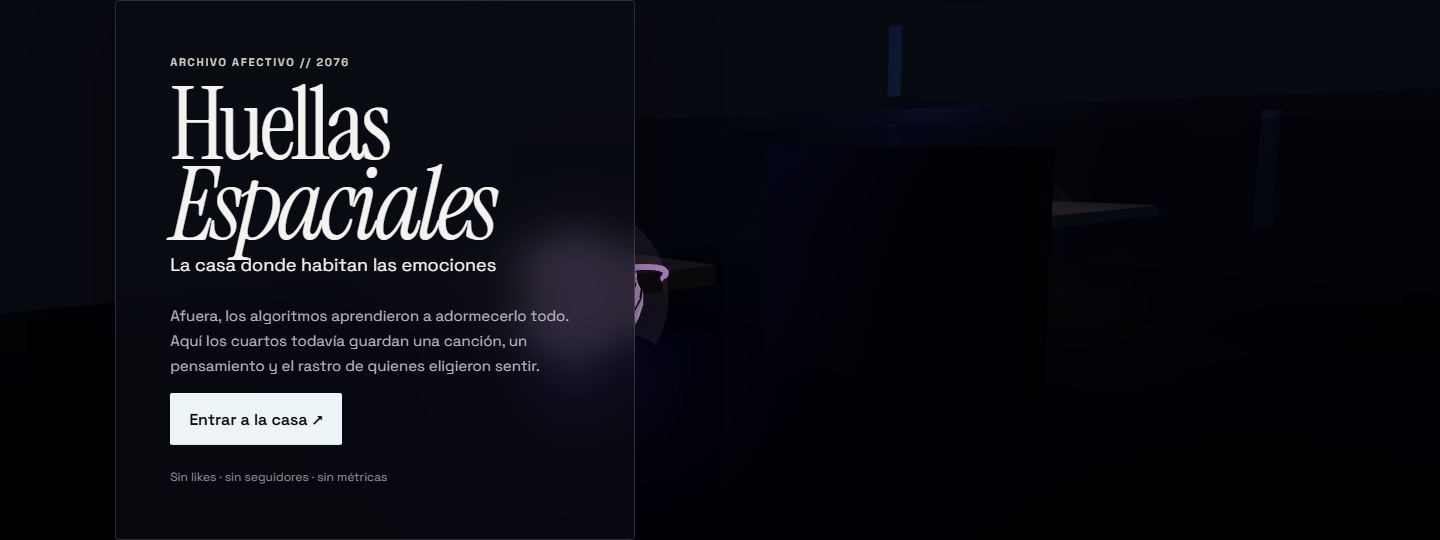 ARCHIVO AFECTIVO // 2076
Huellas
Espaciales
La casa donde habitan las emociones
Afuera, los algoritmos aprendieron a adormecerlo todo.
Aquí los cuartos todavía guardan una canción, un
pensamiento y el rastro de quienes eligieron sentir.
Entrar a la casa ↗
Sin likes · sin seguidores · sin métricas